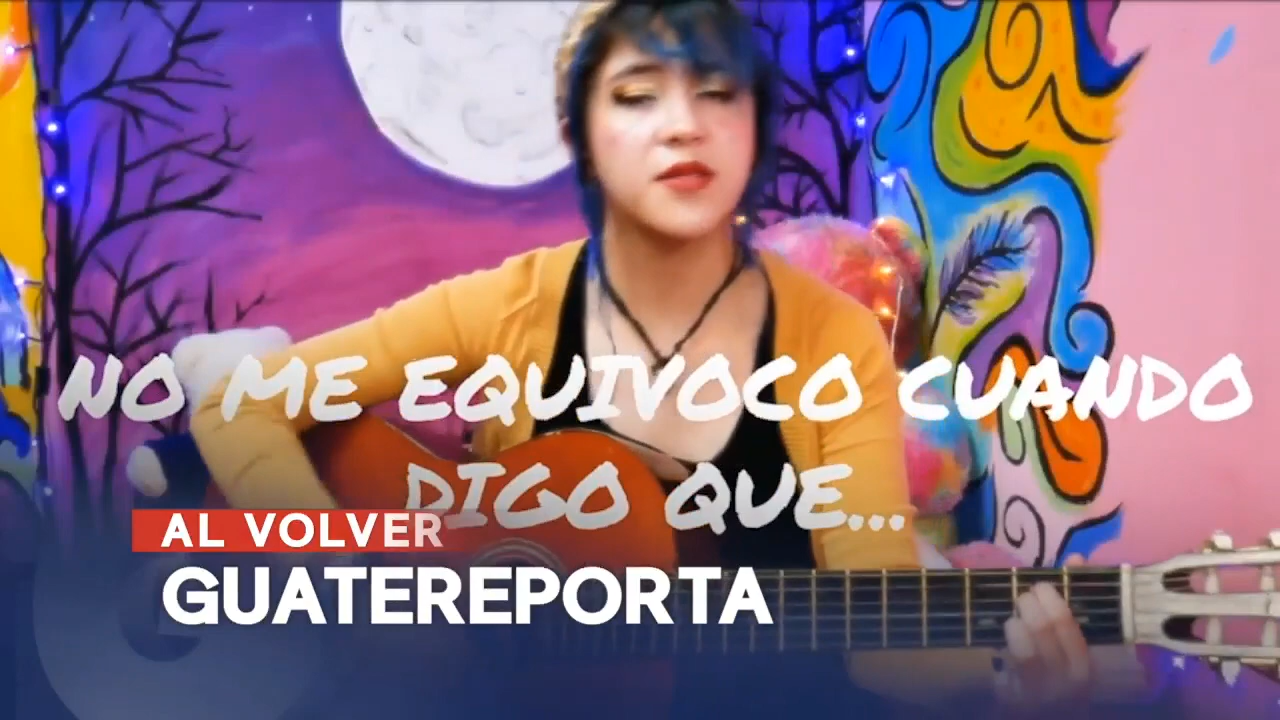 NO ME EQUIVOCO CUANDO
DIGO QUE...
AL VOLVER
GUATEREPORTA